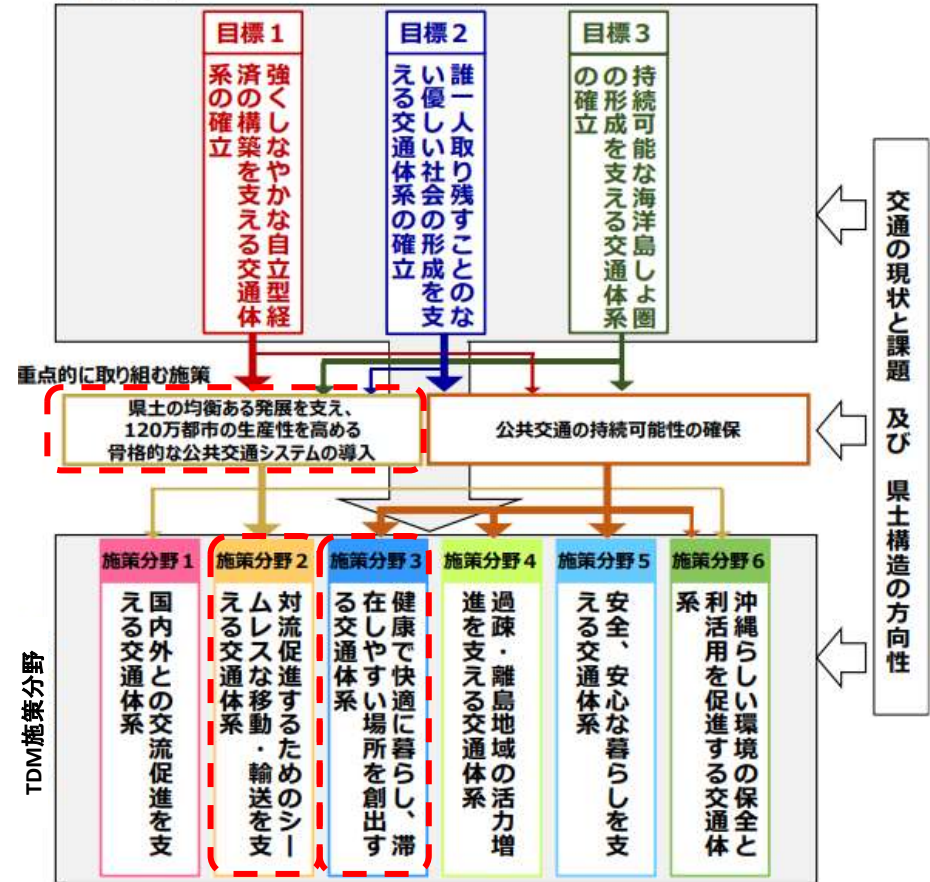 目標1
強くしなやかな自立型経
済の構築を支える交通体
系の確立
目標2
誰一人取り残すことのな
い優しい社会の形成を支
える交通体系の確立
目標3
持続可能な海洋島しょ圏
の形成を支える交通体系
の確立
交通の現状と課題 及び 県土構造の方向性
重点的に取り組む施策
県土の均衡ある発展を支え、
120万都市の生産性を高める
骨格的な公共交通システムの導入
公共交通の持続可能性の確保
TDM施策分野
施策分野1
国内外との交流促進を支
える交通体系
施策分野2
対流促進するためのシー
ムレスな移動・輸送を支
える交通体系
施策分野3
健康で快適に暮らし、滞
在しやすい場所を創出す
る交通体系
施策分野4
過疎・離島地域の活力増
進を支える交通体系
施策分野5
安全、安心な暮らしを支
える交通体系
施策分野6
沖縄らしい環境の保全と
利活用を促進する交通体
系